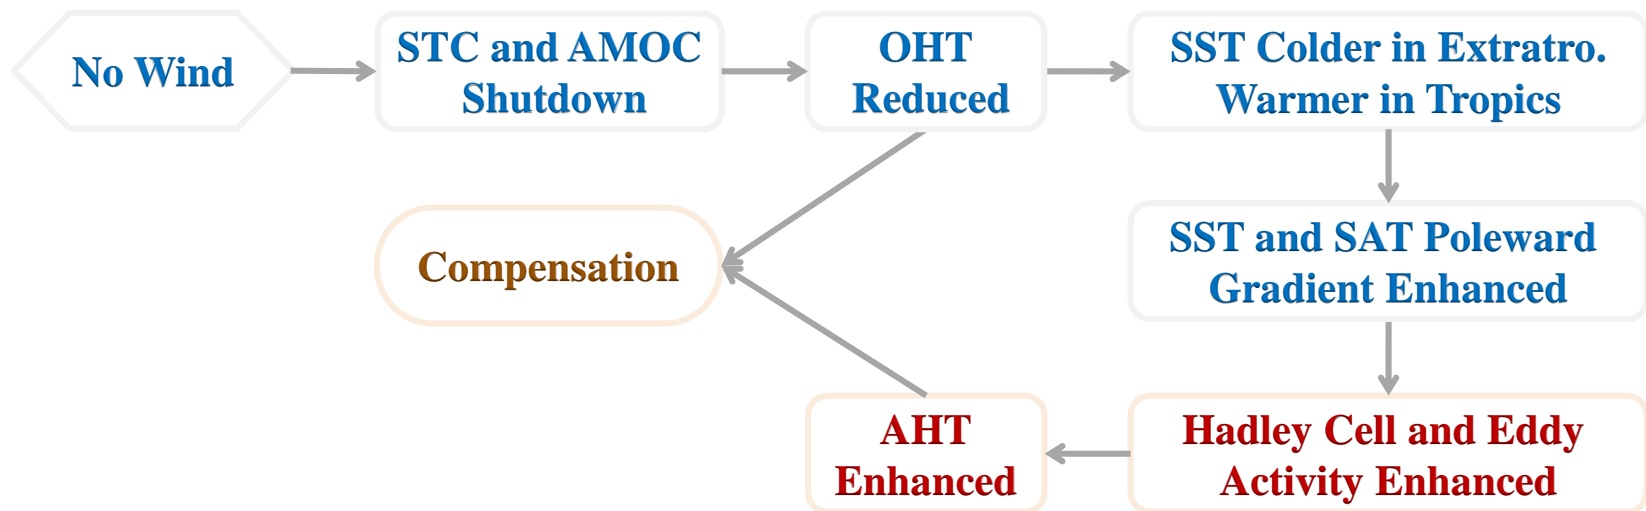 No Wind
STC and AMOC
Shutdown
OHT
Reduced
SST Colder in Extratro.
Warmer in Tropics
SST and SAT Poleward
Gradient Enhanced
Hadley Cell and Eddy
Activity Enhanced
AHT
Enhanced
Compensation